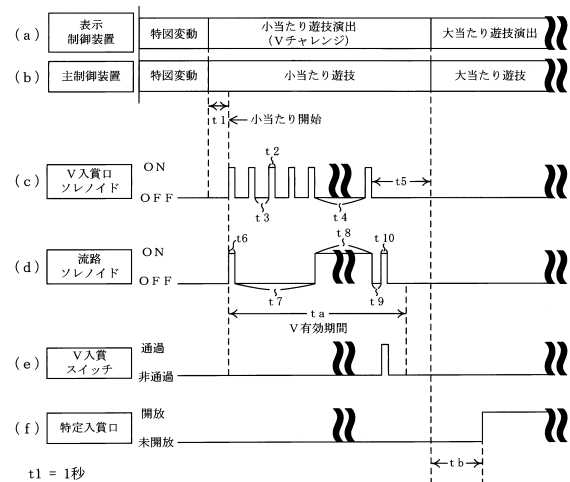 (a) 表示制御装置 特図変動 小当たり遊技演出 (Vチャレンジ) 大当たり遊技演出
(b) 主制御装置 特図変動 小当たり遊技 大当たり遊技
t1 小当たり開始
(c) V入賞口ソレノイド ON OFF t2 t3 t4 t5
(d) 流路ソレノイド ON OFF t6 t7 t8 t9 t10
ta
V有効期間
(e) V入賞スイッチ 通過 非通過
(f) 特定入賞口 開放 未開放
tb
t1 = 1秒